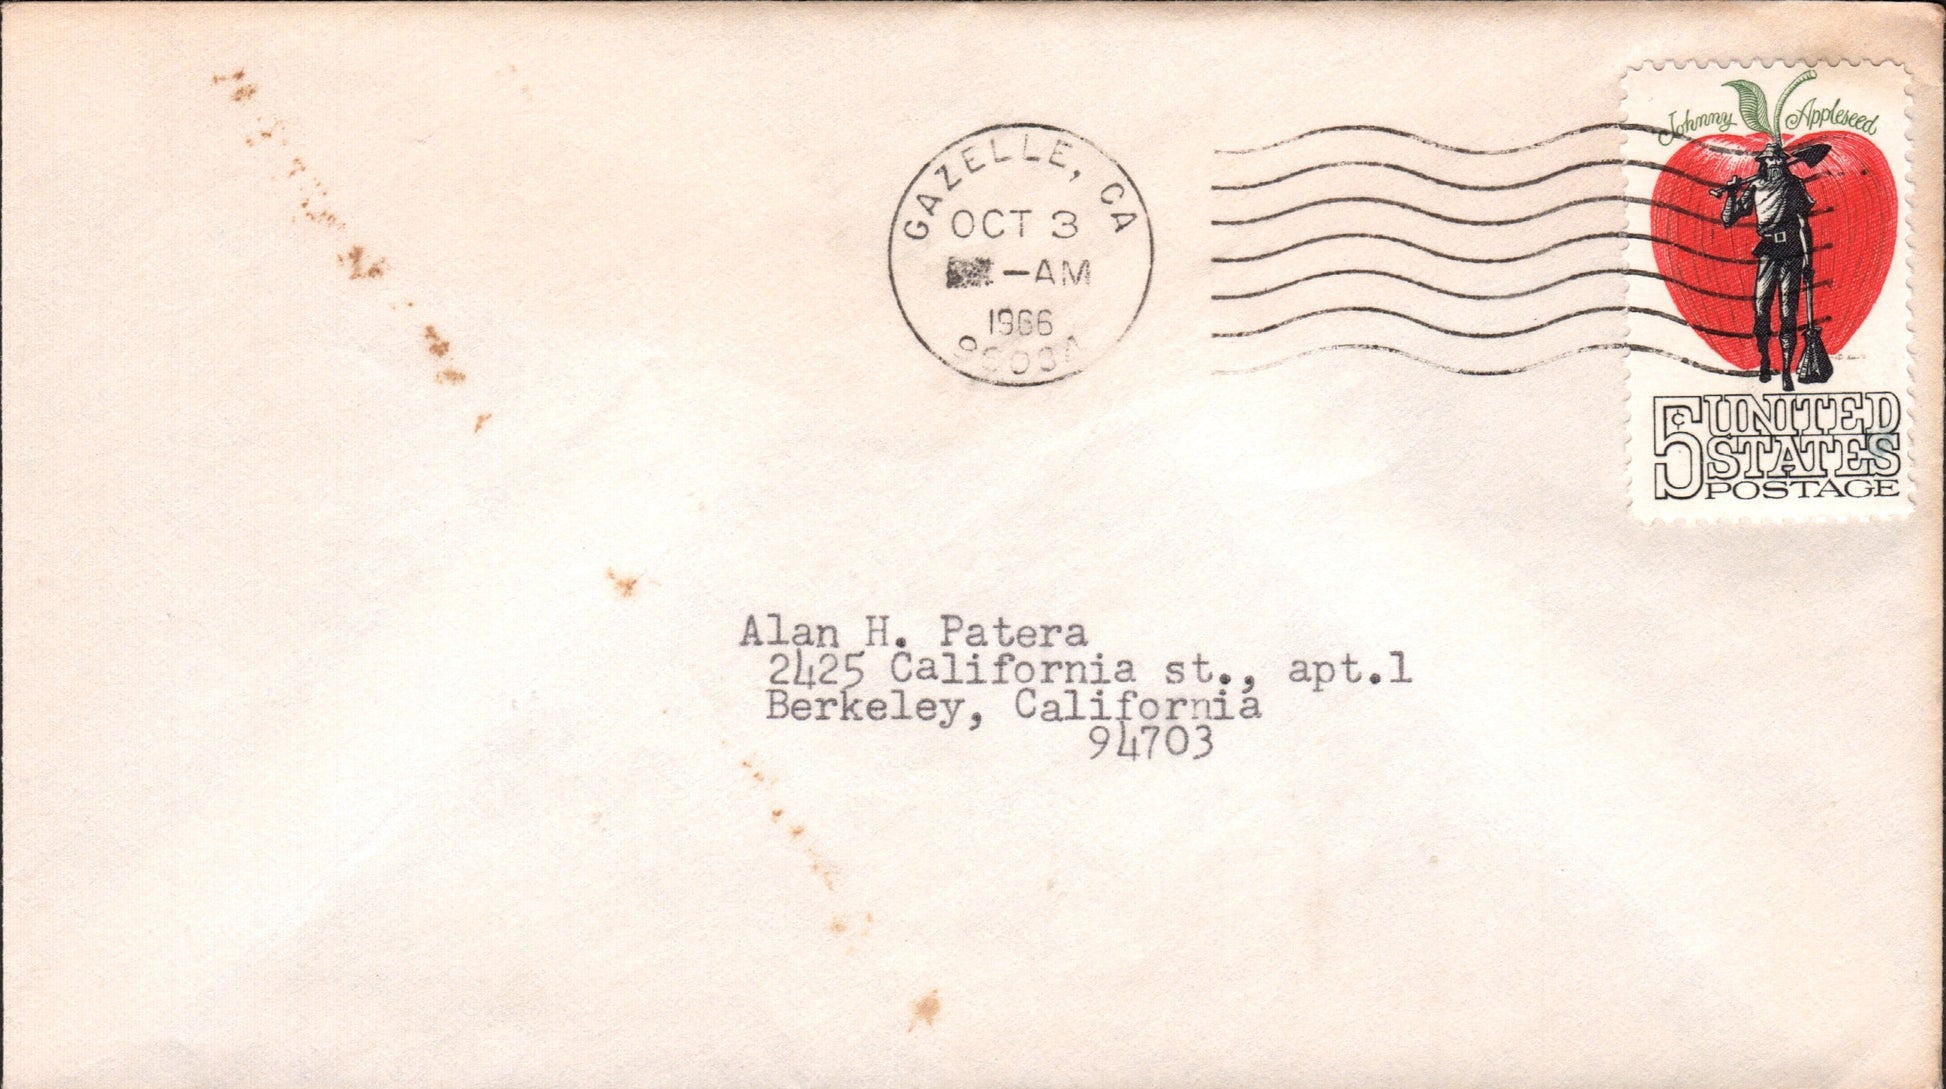 GAZELLE, CA
OCT 3
-AM
1966
96034
Johnny Appleseed
5¢ UNITED
STATES
POSTAGE
Alan H. Patera
2425 California st., apt.1
Berkeley, California
94703